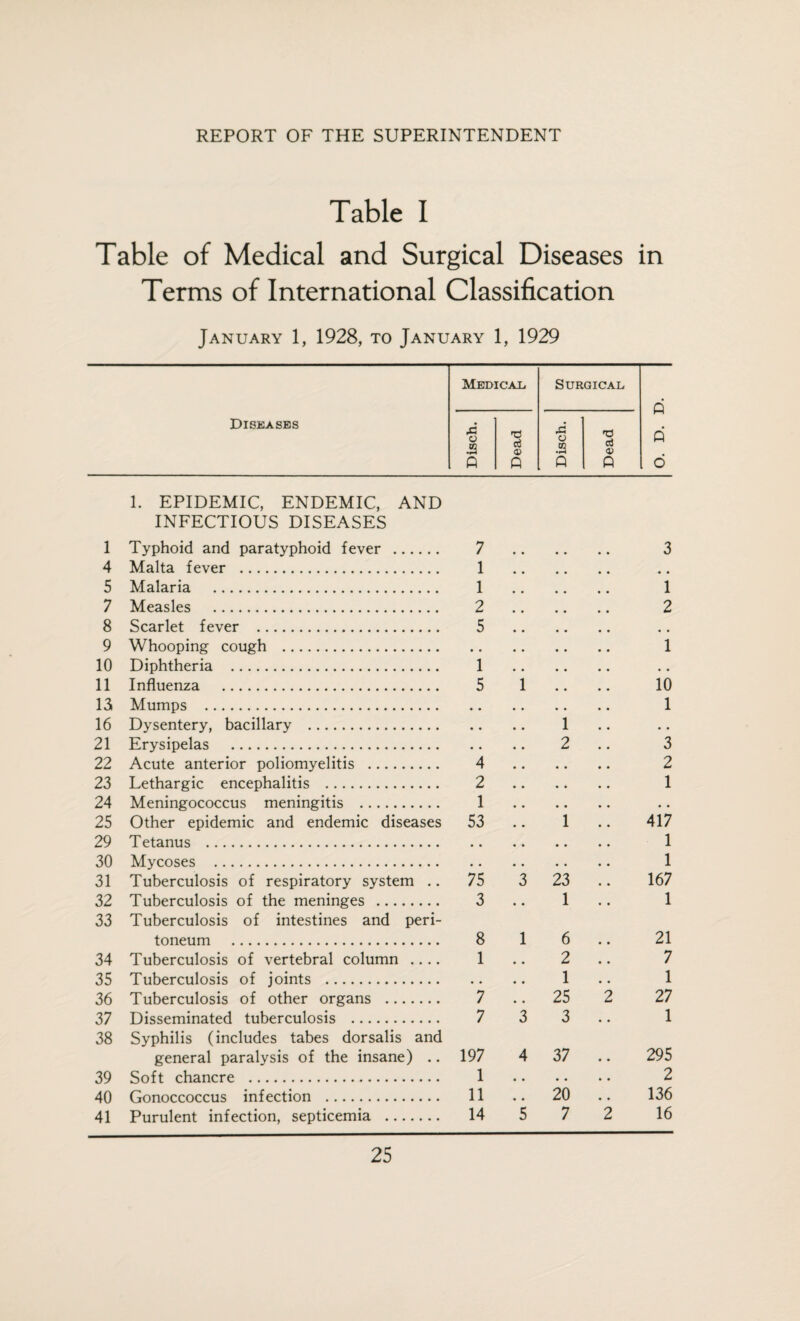 REPORT OF THE SUPERINTENDENT
Table I
Table of Medical and Surgical Diseases in
Terms of International Classification
January 1, 1928, to January 1, 1929
Diseases Medical Surgical O. D. D.
Disch. Dead Disch. Dead
1. EPIDEMIC, ENDEMIC, AND
INFECTIOUS DISEASES
1 Typhoid and paratyphoid fever ...... 7 .. .. .. 3
4 Malta fever ........................ 1 .. .. .. ..
5 Malaria ........................ 1 .. .. .. 1
7 Measles ........................ 2 .. .. .. 2
8 Scarlet fever ........................ 5 .. .. .. ..
9 Whooping cough ........................ .. .. .. .. 1
10 Diphtheria ........................ 1 .. .. .. ..
11 Influenza ........................ 5 1 .. .. 10
13 Mumps ........................ .. .. .. .. 1
16 Dysentery, bacillary ................ .. .. 1 .. ..
21 Erysipelas ........................ .. .. 2 .. 3
22 Acute anterior poliomyelitis ......... 4 .. .. .. 2
23 Lethargic encephalitis .............. 2 .. .. .. 1
24 Meningococcus meningitis .......... 1 .. .. .. ..
25 Other epidemic and endemic diseases 53 .. 1 .. 417
29 Tetanus ........................ .. .. .. .. 1
30 Mycoses ........................ .. .. .. .. 1
31 Tuberculosis of respiratory system .. 75 3 23 .. 167
32 Tuberculosis of the meninges ........ 3 .. 1 .. 1
33 Tuberculosis of intestines and peri-
toneum ........................ 8 1 6 .. 21
34 Tuberculosis of vertebral column .... 1 .. 2 .. 7
35 Tuberculosis of joints .............. .. .. 1 .. 1
36 Tuberculosis of other organs ....... 7 .. 25 2 27
37 Disseminated tuberculosis ........... 7 3 3 .. 1
38 Syphilis (includes tabes dorsalis and
general paralysis of the insane) .. 197 4 37 .. 295
39 Soft chancre ....................... 1 .. .. .. 2
40 Gonoccoccus infection .............. 11 .. 20 .. 136
41 Purulent infection, septicemia ....... 14 5 7 2 16
25